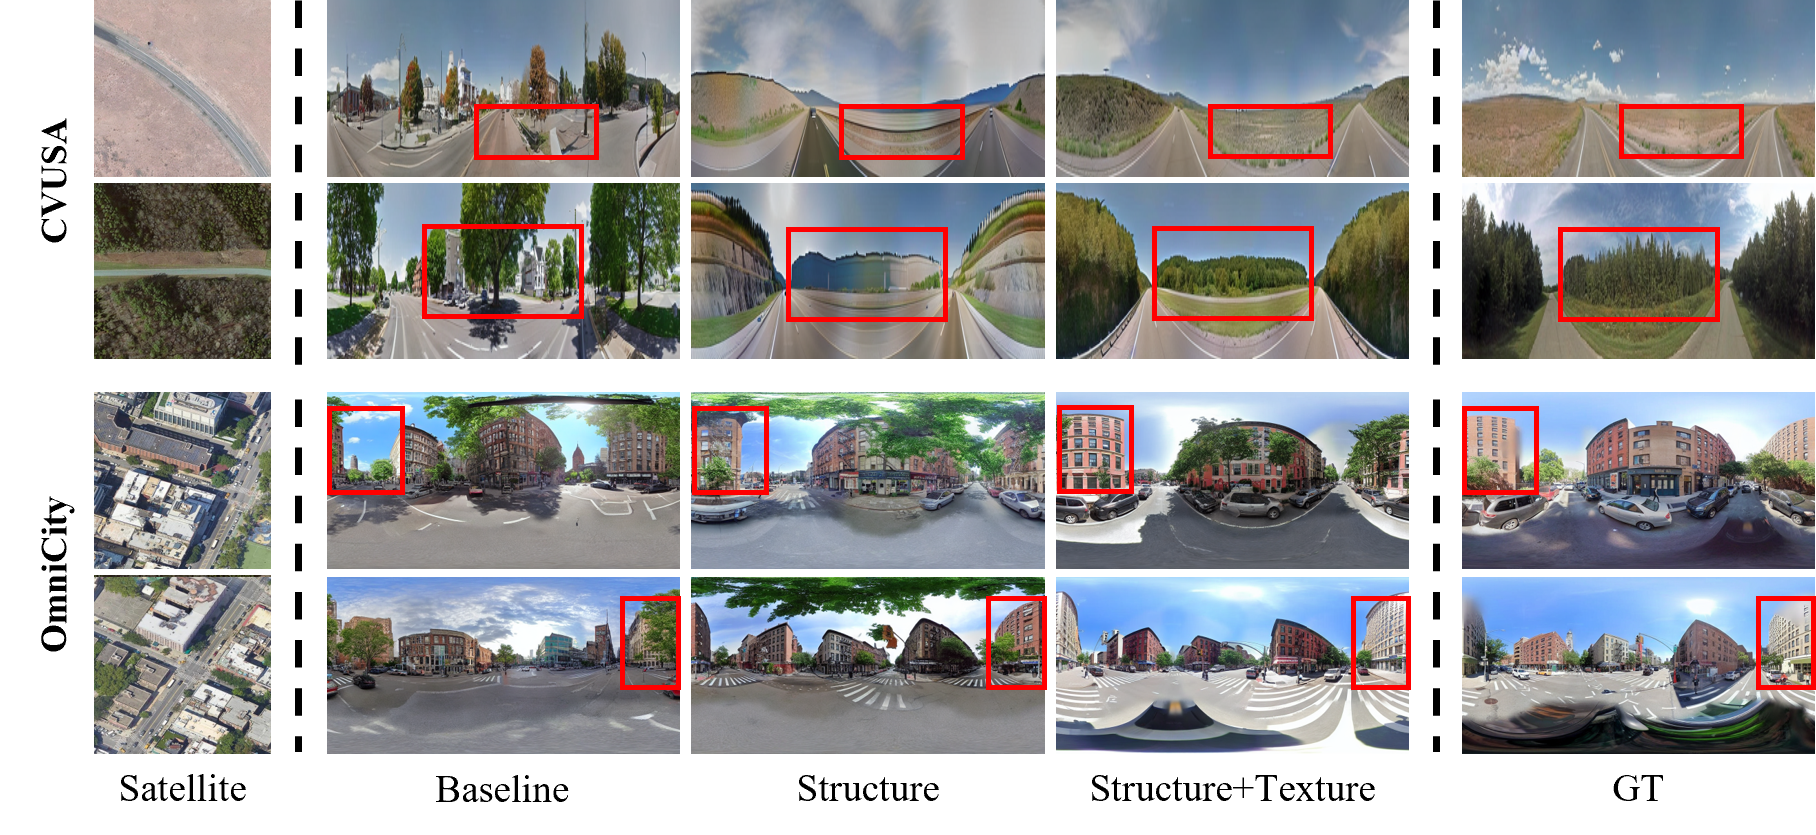 CVUSA
OmniCity
Satellite
Baseline
Structure
Structure+Texture
GT